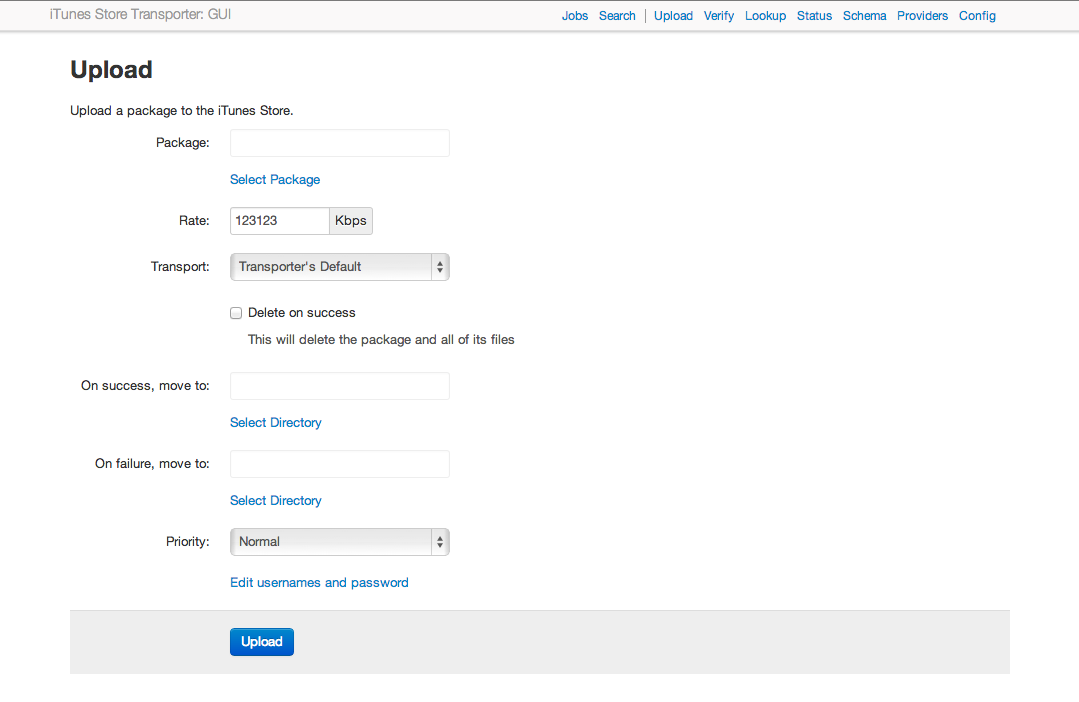 iTunes Store Transporter: GUI
Jobs Search | Upload Verify Lookup Status Schema Providers Config
Upload
Upload a package to the iTunes Store.
Package:
Select Package
Rate: 123123 Kbps
Transport: Transporter's Default
Delete on success
This will delete the package and all of its files
On success, move to:
Select Directory
On failure, move to:
Select Directory
Priority: Normal
Edit usernames and password
Upload